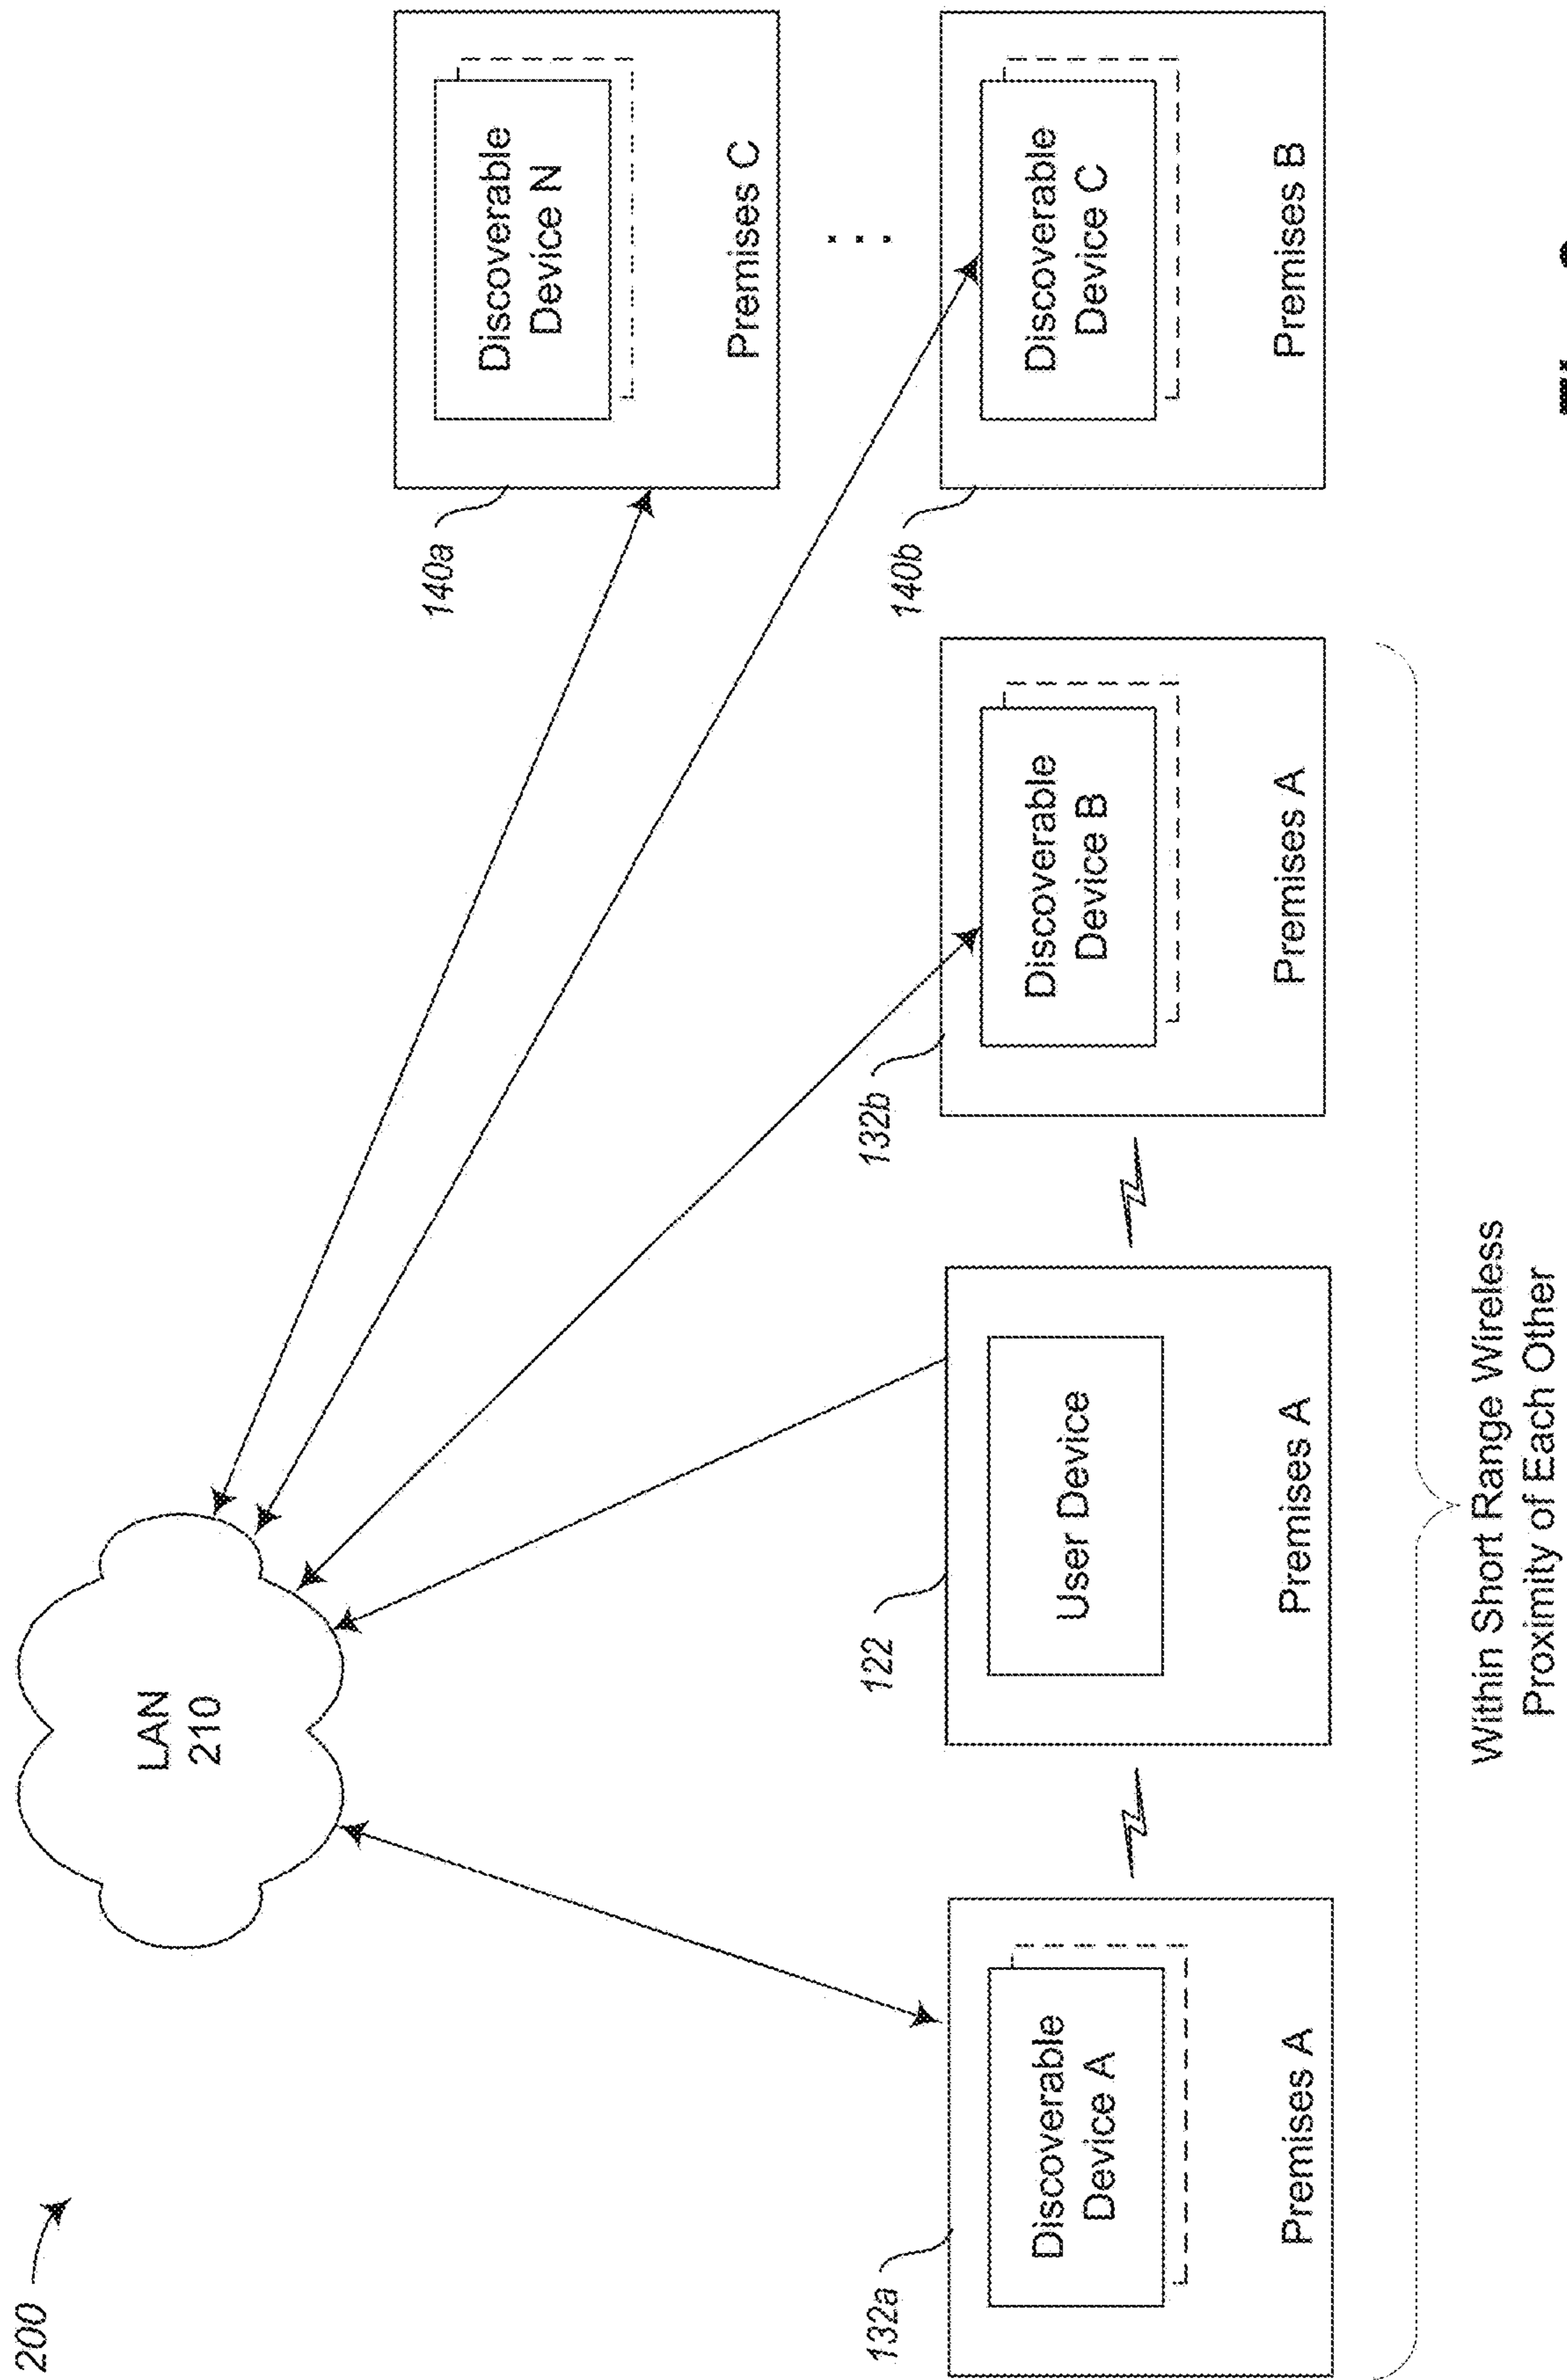 200
LAN
210
140a
Discoverable
Device N
Premises C
. . .
132a
Discoverable
Device A
Premises A
122
User Device
Premises A
132b
Discoverable
Device B
Premises A
140b
Discoverable
Device C
Premises B
Within Short Range Wireless
Proximity of Each Other